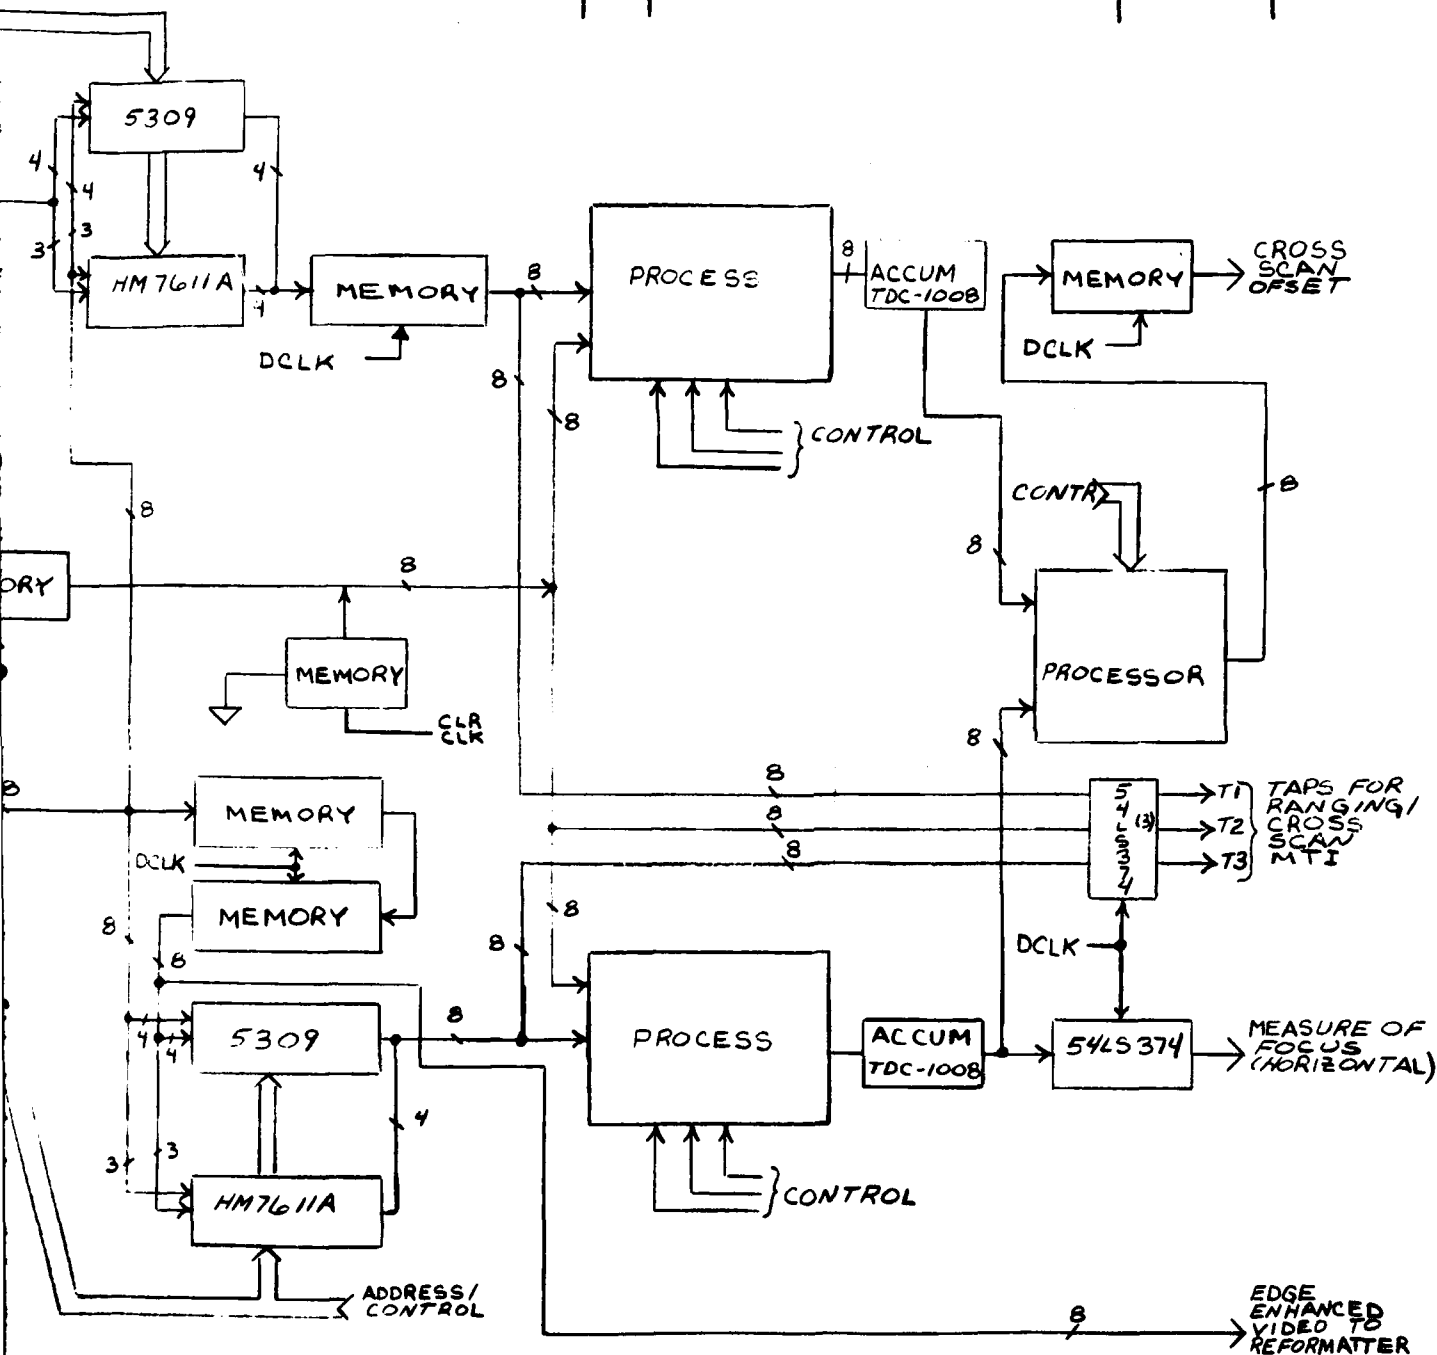 5309
4
4
4
3
3
HM7611A
4
MEMORY
DCLK
8
8
8
PROCESS
8
ACCUM
TDC-1008
CONTROL
MEMORY
DCLK
CROSS
SCAN
OFSET
CONTR
8
8
8
ORY
8
MEMORY
CLR
CLK
PROCESSOR
8
8
MEMORY
DCLK
MEMORY
8
8
8
8
8
54LS374 (3)
T1
T2
T3
TAPS FOR
RANGING/
CROSS
SCAN
MTI
DCLK
8
8
5309
4
4
8
PROCESS
ACCUM
TDC-1008
54LS374
MEASURE OF
FOCUS
(HORIZONTAL)
3
3
4
HM7611A
CONTROL
ADDRESS/
CONTROL
8
EDGE
ENHANCED
VIDEO TO
REFORMATTER